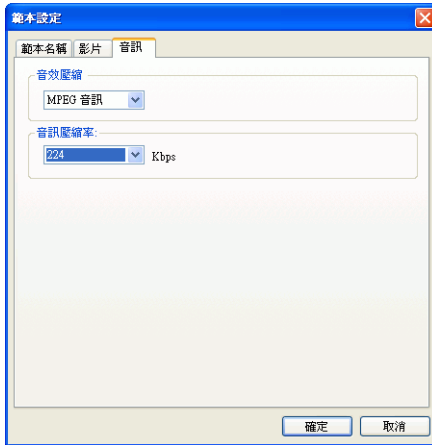 範本設定
範本名稱 影片 音訊
音效壓縮
MPEG 音訊
音訊壓縮率:
224 Kbps
確定 取消